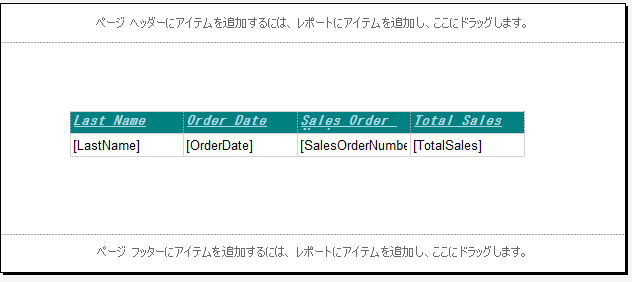 ページ ヘッダーにアイテムを追加するには、レポートにアイテムを追加し、ここにドラッグします。
Last Name Order Date Sales Order Total Sales
[LastName] [OrderDate] [SalesOrderNumbe [TotalSales]
ページ フッターにアイテムを追加するには、レポートにアイテムを追加し、ここにドラッグします。